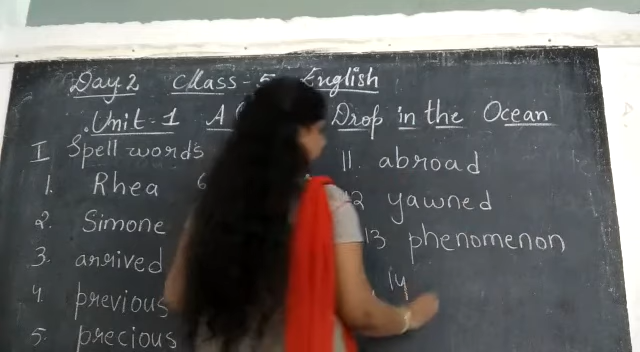 Day 2 Class - 5 English
Unit - 1 A Drop in the Ocean
I Spell words
1. Rhea
2. Simone
3. arrived
4. previous
5. precious
6
11. abroad
12 yawned
13 phenomenon
14